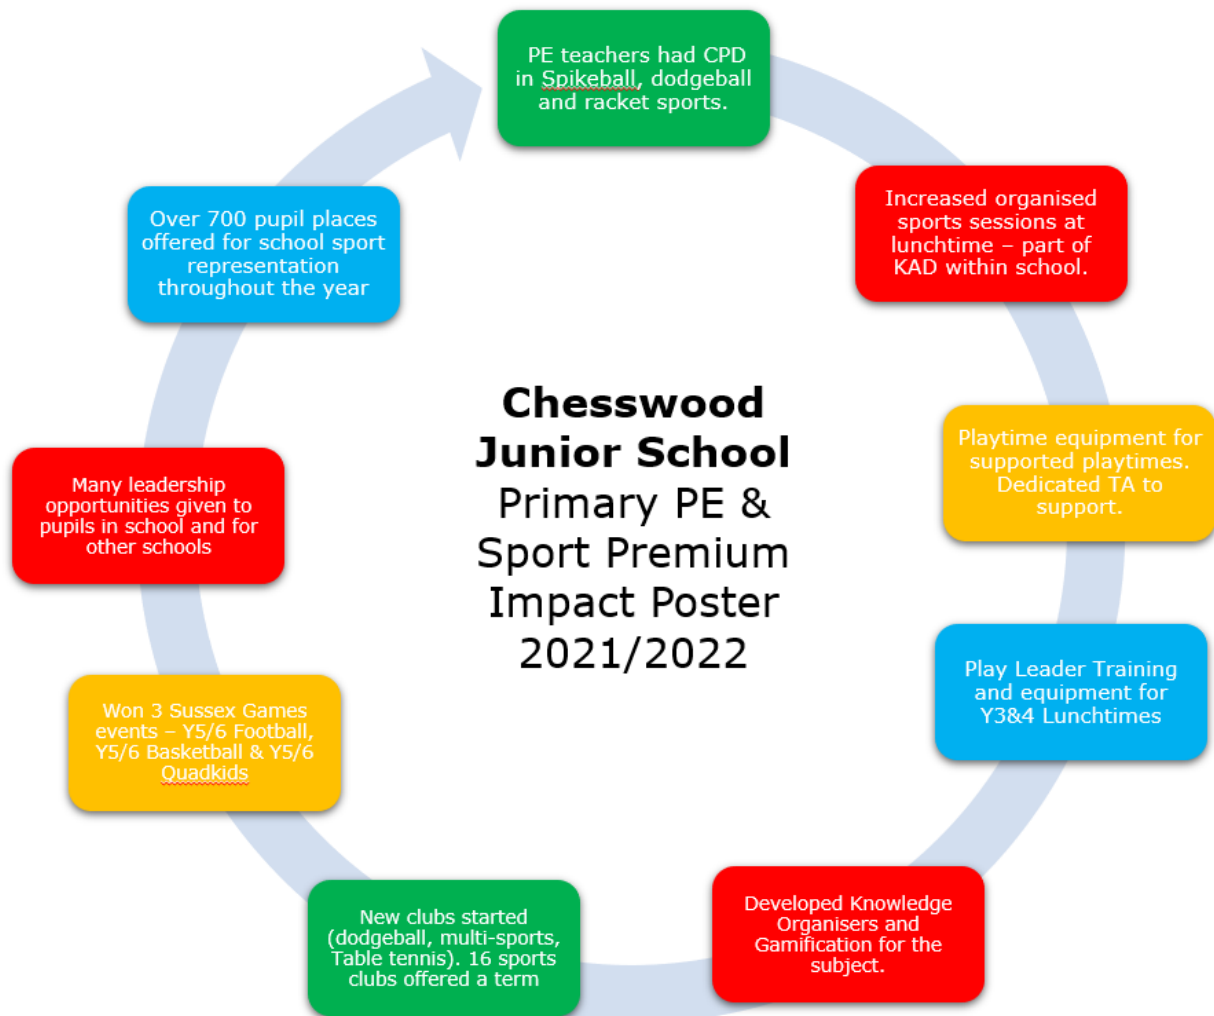 PE teachers had CPD
in Spikeball, dodgeball
and racket sports.
Increased organised
sports sessions at
lunchtime – part of
KAD within school.
Playtime equipment for
supported playtimes.
Dedicated TA to
support.
Play Leader Training
and equipment for
Y3&4 Lunchtimes
Developed Knowledge
Organisers and
Gamification for the
subject.
New clubs started
(dodgeball, multi-sports,
Table tennis). 16 sports
clubs offered a term
Won 3 Sussex Games
events – Y5/6 Football,
Y5/6 Basketball & Y5/6
Quadkids
Many leadership
opportunities given to
pupils in school and for
other schools
Over 700 pupil places
offered for school sport
representation
throughout the year
Chesswood
Junior School
Primary PE &
Sport Premium
Impact Poster
2021/2022